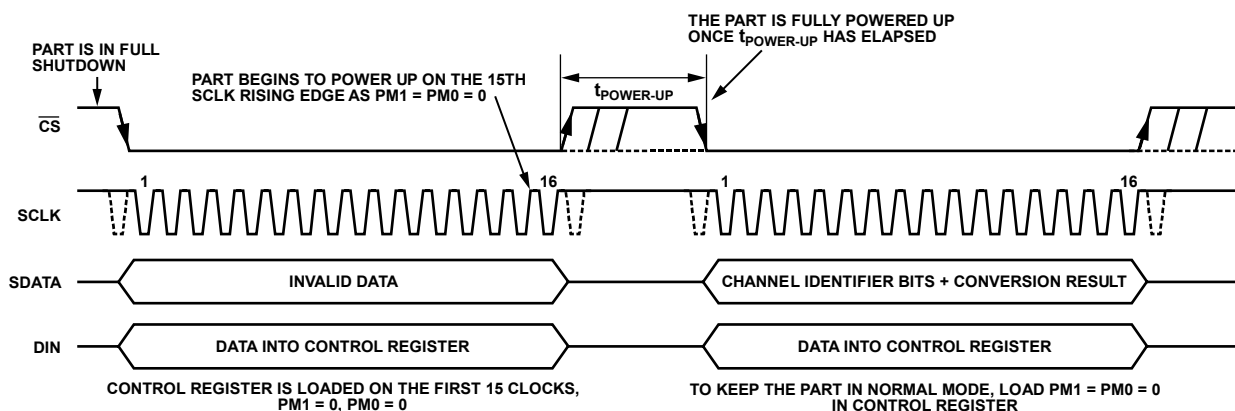 THE PART IS FULLY POWERED UP
ONCE tPOWER-UP HAS ELAPSED
PART IS IN FULL
SHUTDOWN
PART BEGINS TO POWER UP ON THE 15TH
SCLK RISING EDGE AS PM1 = PM0 = 0
tPOWER-UP
CS
1
16
1
16
SCLK
SDATA
INVALID DATA
CHANNEL IDENTIFIER BITS + CONVERSION RESULT
DIN
DATA INTO CONTROL REGISTER
DATA INTO CONTROL REGISTER
CONTROL REGISTER IS LOADED ON THE FIRST 15 CLOCKS,
PM1 = 0, PM0 = 0
TO KEEP THE PART IN NORMAL MODE, LOAD PM1 = PM0 = 0
IN CONTROL REGISTER